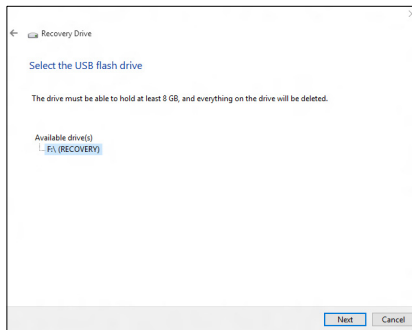 Recovery Drive
Select the USB flash drive
The drive must be able to hold at least 8 GB, and everything on the drive will be deleted.
Available drive(s)
F:\ (RECOVERY)
Next Cancel